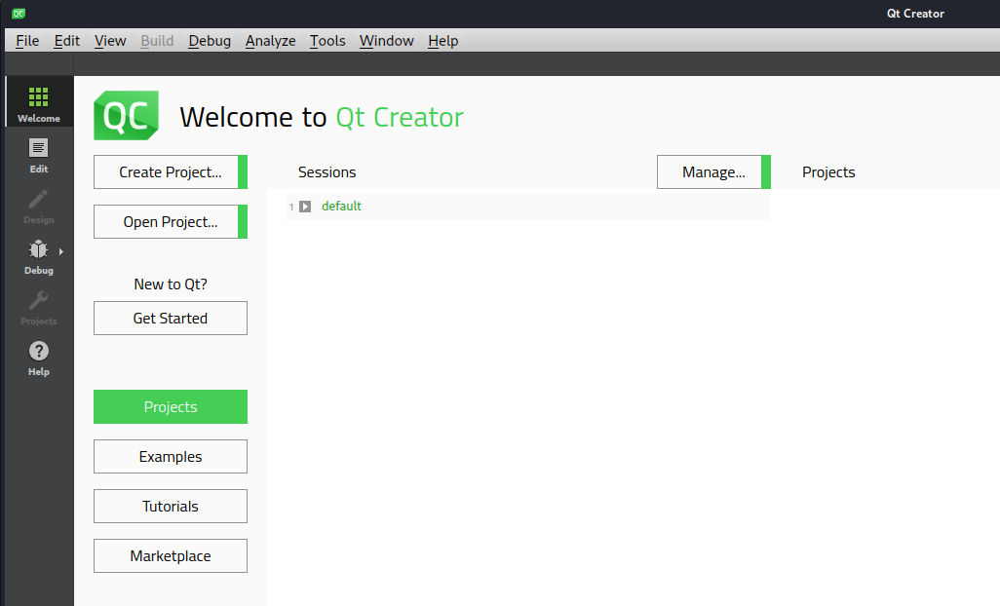 QC Qt Creator
File Edit View Build Debug Analyze Tools Window Help
Welcome
Edit
Design
Debug
Projects
? Help
QC Welcome to Qt Creator
Create Project...
Open Project...
New to Qt?
Get Started
Projects
Examples
Tutorials
Marketplace
Sessions
Manage...
1 default
Projects